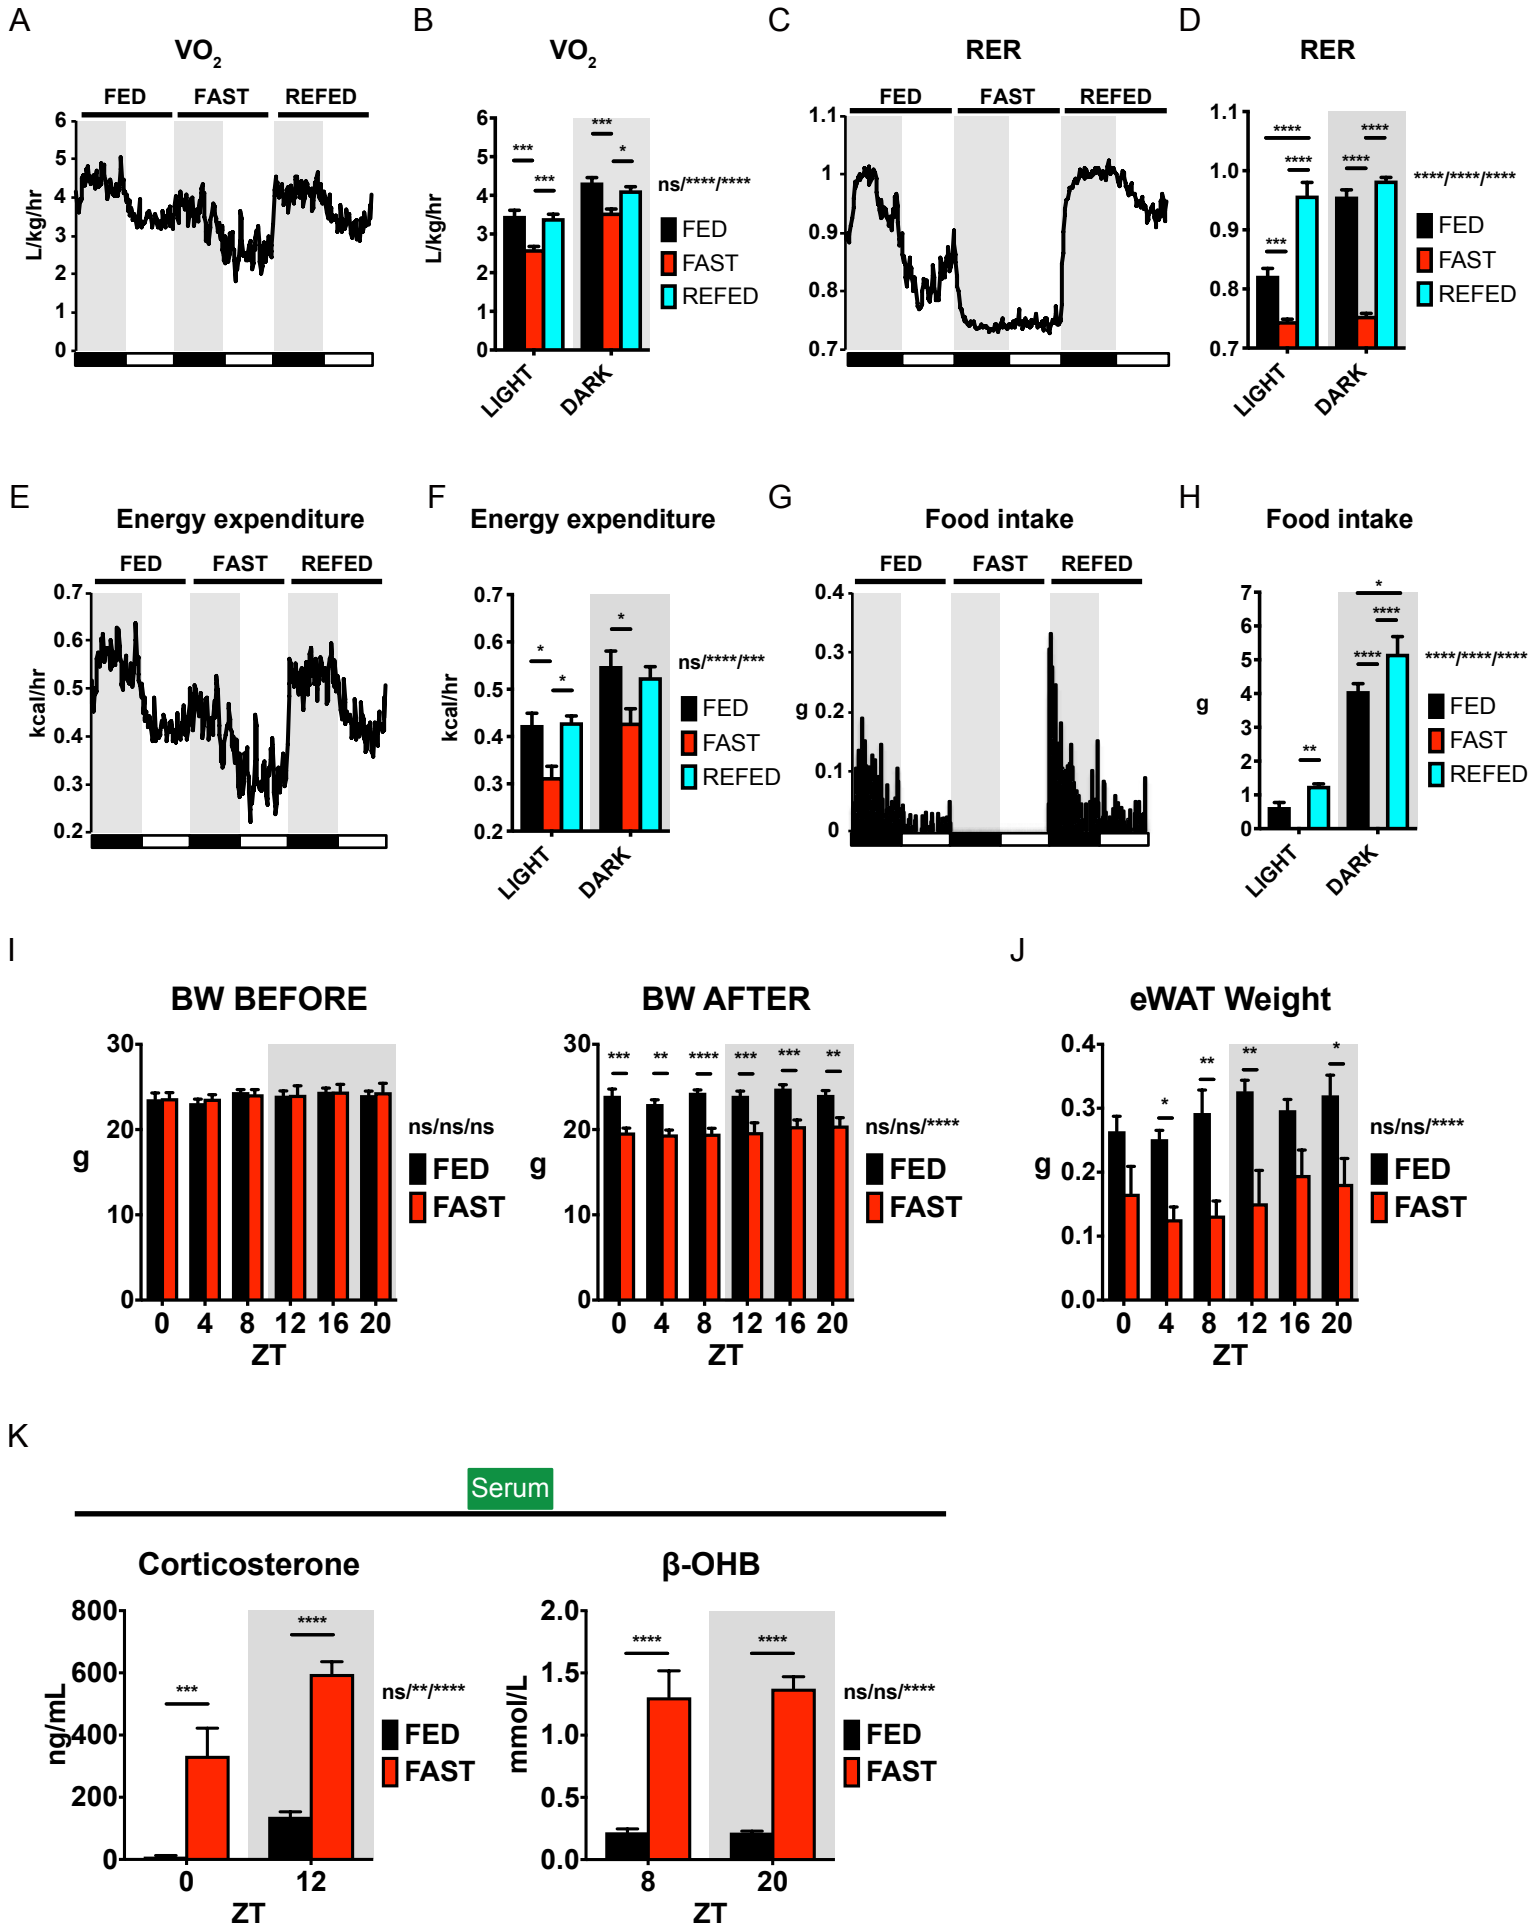 A
VO2
FED FAST REFED
6
5
4
3
2
1
0
L/kg/hr
B
VO2
6
5
4
3
2
1
0
L/kg/hr
*** *** *** *
LIGHT DARK
ns/****/****
FED
FAST
REFED
C
RER
FED FAST REFED
1.1
1.0
0.9
0.8
0.7
D
RER
1.1
1.0
0.9
0.8
0.7
**** **** *** **** ****
LIGHT DARK
****/****/****
FED
FAST
REFED
E
Energy expenditure
FED FAST REFED
0.7
0.6
0.5
0.4
0.3
0.2
kcal/hr
F
Energy expenditure
0.7
0.6
0.5
0.4
0.3
0.2
kcal/hr
* * *
LIGHT DARK
ns/****/***
FED
FAST
REFED
G
Food intake
FED FAST REFED
0.4
0.3
0.2
0.1
0
g
H
Food intake
7
6
5
4
3
2
1
0
g
** **** **** *
LIGHT DARK
****/****/****
FED
FAST
REFED
I
BW BEFORE
30
20
10
0
g
0 4 8 12 16 20
ZT
ns/ns/ns
FED
FAST
BW AFTER
30
20
10
0
g
*** ** **** *** *** **
0 4 8 12 16 20
ZT
ns/ns/****
FED
FAST
J
eWAT Weight
0.4
0.3
0.2
0.1
0.0
g
* ** ** *
0 4 8 12 16 20
ZT
ns/ns/****
FED
FAST
K
Serum
Corticosterone
800
600
400
200
0
ng/mL
*** ****
0 12
ZT
ns/**/****
FED
FAST
β-OHB
2.0
1.5
1.0
0.5
0.0
mmol/L
**** ****
8 20
ZT
ns/ns/****
FED
FAST